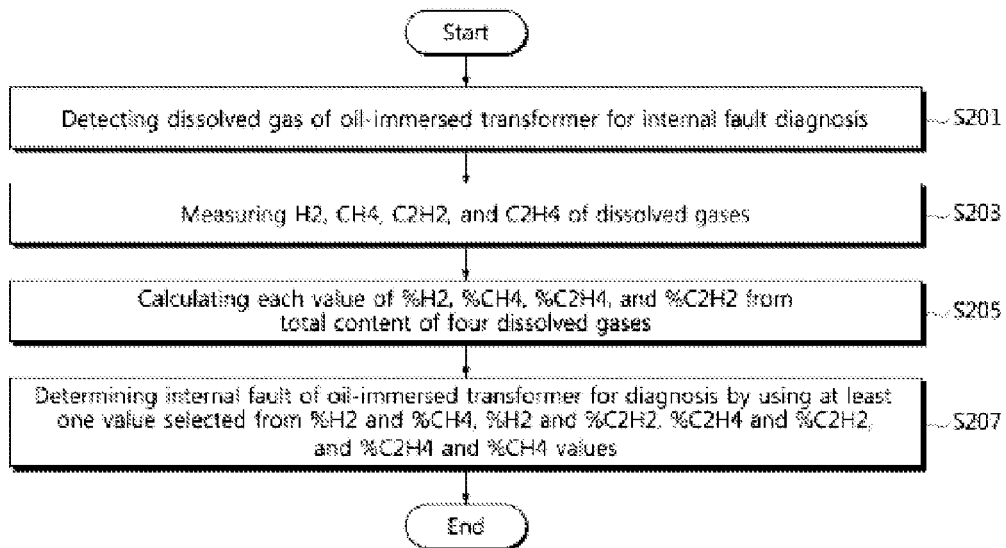 Start
Detecting dissolved gas of oil-immersed transformer for internal fault diagnosis
S201
Measuring H2, CH4, C2H2, and C2H4 of dissolved gases
S203
Calculating each value of %H2, %CH4, %C2H4, and %C2H2 from
total content of four dissolved gases
S205
Determining internal fault of oil-immersed transformer for diagnosis by using at least
one value selected from %H2 and %CH4, %H2 and %C2H2, %C2H4 and %C2H2,
and %C2H4 and %CH4 values
S207
End